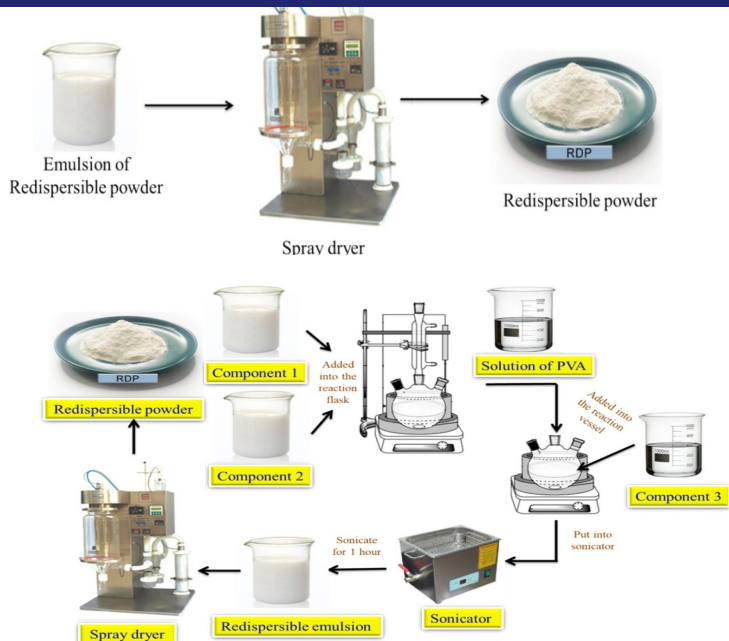 Emulsion of
Redispersible powder
Spray dryer
RDP
Redispersible powder
Component 1
Component 2
Added
into the
reaction
flask
Solution of PVA
Added into
the reaction
vessel
Component 3
Put into
sonicator
Sonicator
Sonicate
for 1 hour
Redispersible emulsion
Spray dryer
RDP
Redispersible powder